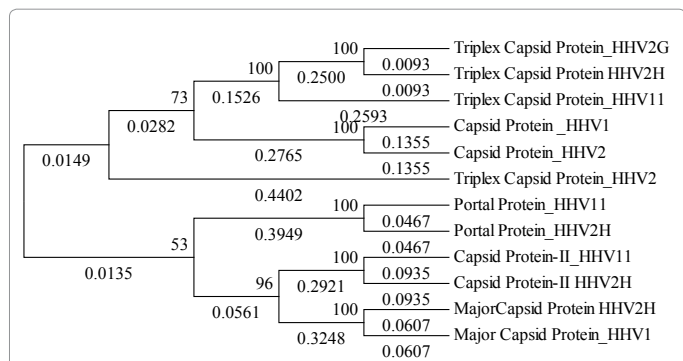 100 Triplex Capsid Protein_HHV2G
0.0093
100 0.2500 Triplex Capsid Protein HHV2H
73 0.1526 0.0093
Triplex Capsid Protein_HHV11
0.0282 0.2593
100 Capsid Protein _HHV1
0.2765 0.1355
0.0149 Capsid Protein_HHV2
0.1355
Triplex Capsid Protein_HHV2
0.4402
100 Portal Protein_HHV11
53 0.3949 0.0467
Portal Protein_HHV2H
0.0467
0.0135 100 Capsid Protein-II_HHV11
96 0.2921 0.0935
Capsid Protein-II HHV2H
0.0561 0.0935
100 MajorCapsid Protein HHV2H
0.3248 0.0607
Major Capsid Protein_HHV1
0.0607